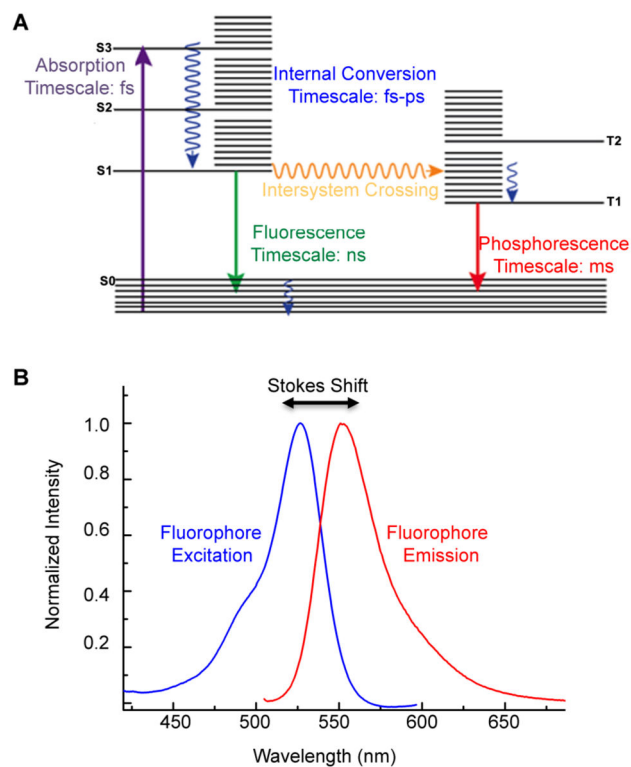 A
S3
Absorption
Timescale: fs
Internal Conversion
Timescale: fs-ps
S2
T2
S1
Intersystem Crossing
T1
Fluorescence
Timescale: ns
Phosphorescence
Timescale: ms
S0
B
Stokes Shift
1.0
0.8
0.6
0.4
0.2
Normalized Intensity
Fluorophore
Excitation
Fluorophore
Emission
450
500
550
600
650
Wavelength (nm)